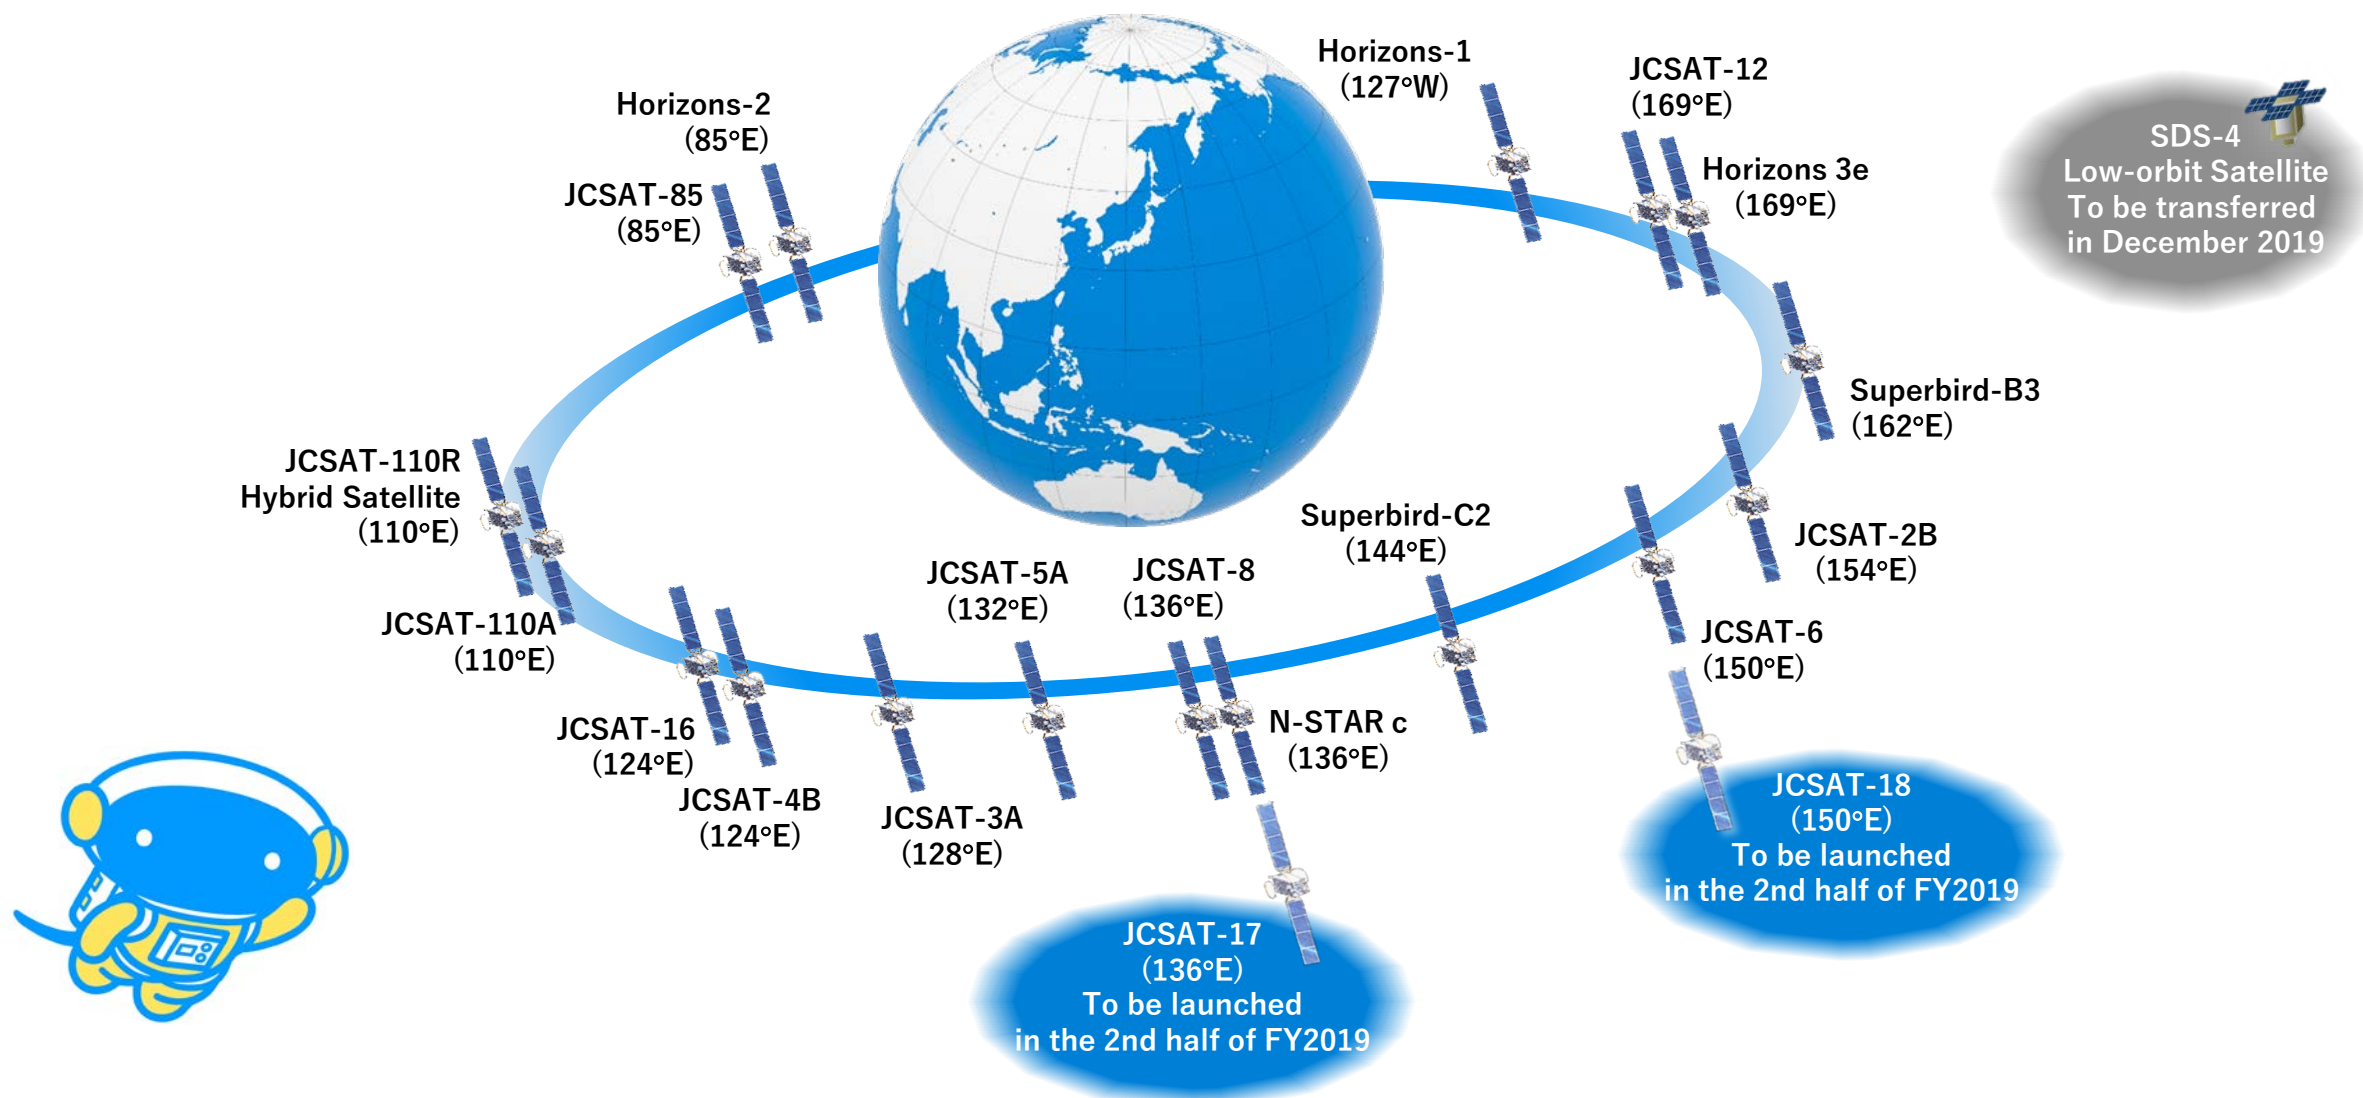 Horizons-1
(127°W)
JCSAT-12
(169°E)
Horizons-2
(85°E)
SDS-4
Low-orbit Satellite
To be transferred
in December 2019
Horizons 3e
(169°E)
JCSAT-85
(85°E)
Superbird-B3
(162°E)
JCSAT-110R
Hybrid Satellite
(110°E)
Superbird-C2
(144°E)
JCSAT-2B
(154°E)
JCSAT-5A
(132°E)
JCSAT-8
(136°E)
JCSAT-110A
(110°E)
JCSAT-6
(150°E)
JCSAT-16
(124°E)
N-STAR c
(136°E)
JCSAT-4B
(124°E)
JCSAT-3A
(128°E)
JCSAT-18
(150°E)
To be launched
in the 2nd half of FY2019
JCSAT-17
(136°E)
To be launched
in the 2nd half of FY2019